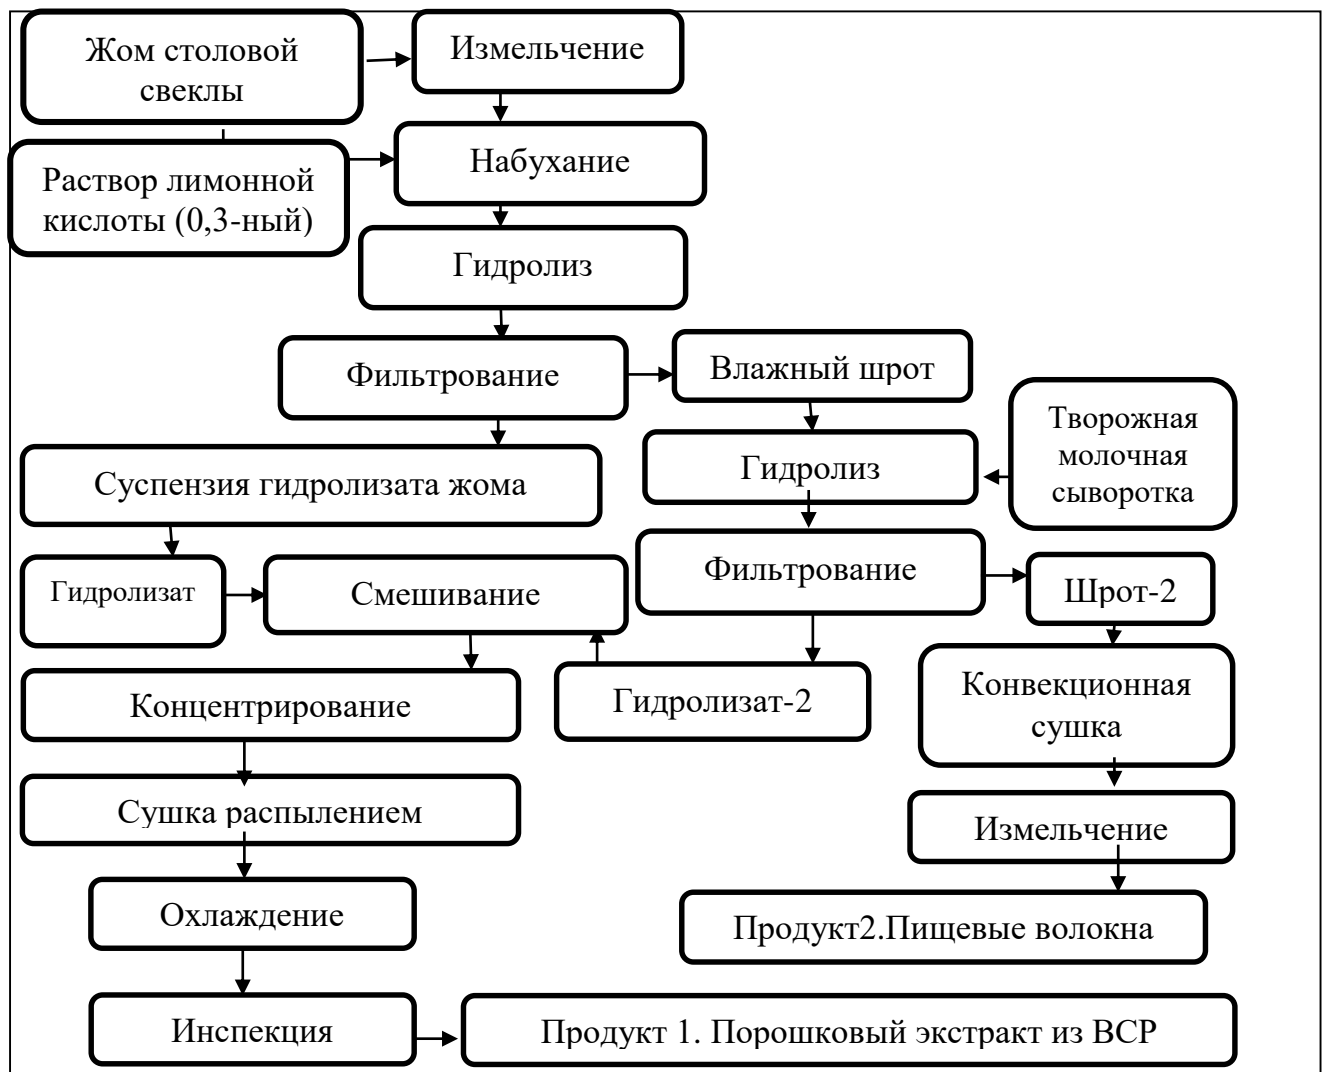 Жом столовой
свеклы
Измельчение
Раствор лимонной
кислоты (0,3-ный)
Набухание
Гидролиз
Фильтрование
Влажный шрот
Творожная
молочная
сыворотка
Суспензия гидролизата жома
Гидролиз
Гидролизат
Смешивание
Фильтрование
Шрот-2
Концентрирование
Гидролизат-2
Конвекционная
сушка
Сушка распылением
Измельчение
Охлаждение
Продукт2.Пищевые волокна
Инспекция
Продукт 1. Порошковый экстракт из ВСР